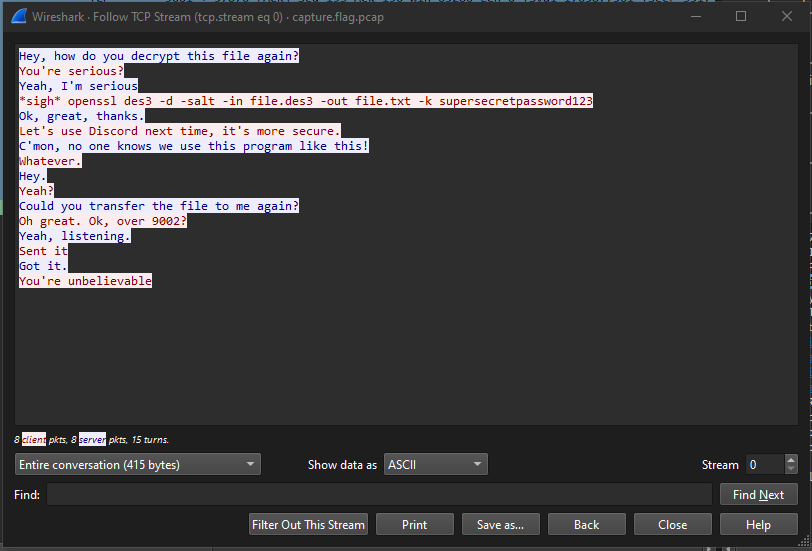 Wireshark · Follow TCP Stream (tcp.stream eq 0) · capture.flag.pcap
Hey, how do you decrypt this file again?
You're serious?
Yeah, I'm serious
*sigh* openssl des3 -d -salt -in file.des3 -out file.txt -k supersecretpassword123
Ok, great, thanks.
Let's use Discord next time, it's more secure.
C'mon, no one knows we use this program like this!
Whatever.
Hey.
Yeah?
Could you transfer the file to me again?
Oh great. Ok, over 9002?
Yeah, listening.
Sent it
Got it.
You're unbelievable
8 client pkts, 8 server pkts, 15 turns.
Entire conversation (415 bytes) Show data as ASCII Stream 0
Find: Find Next
Filter Out This Stream Print Save as... Back Close Help